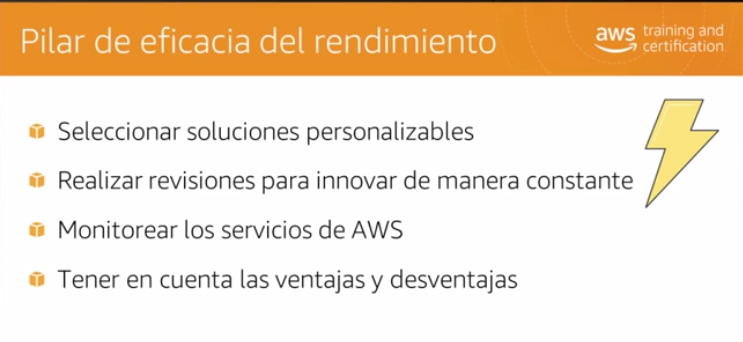 Pilar de eficacia del rendimiento
aws training and
certification
Seleccionar soluciones personalizables
Realizar revisiones para innovar de manera constante
Monitorear los servicios de AWS
Tener en cuenta las ventajas y desventajas